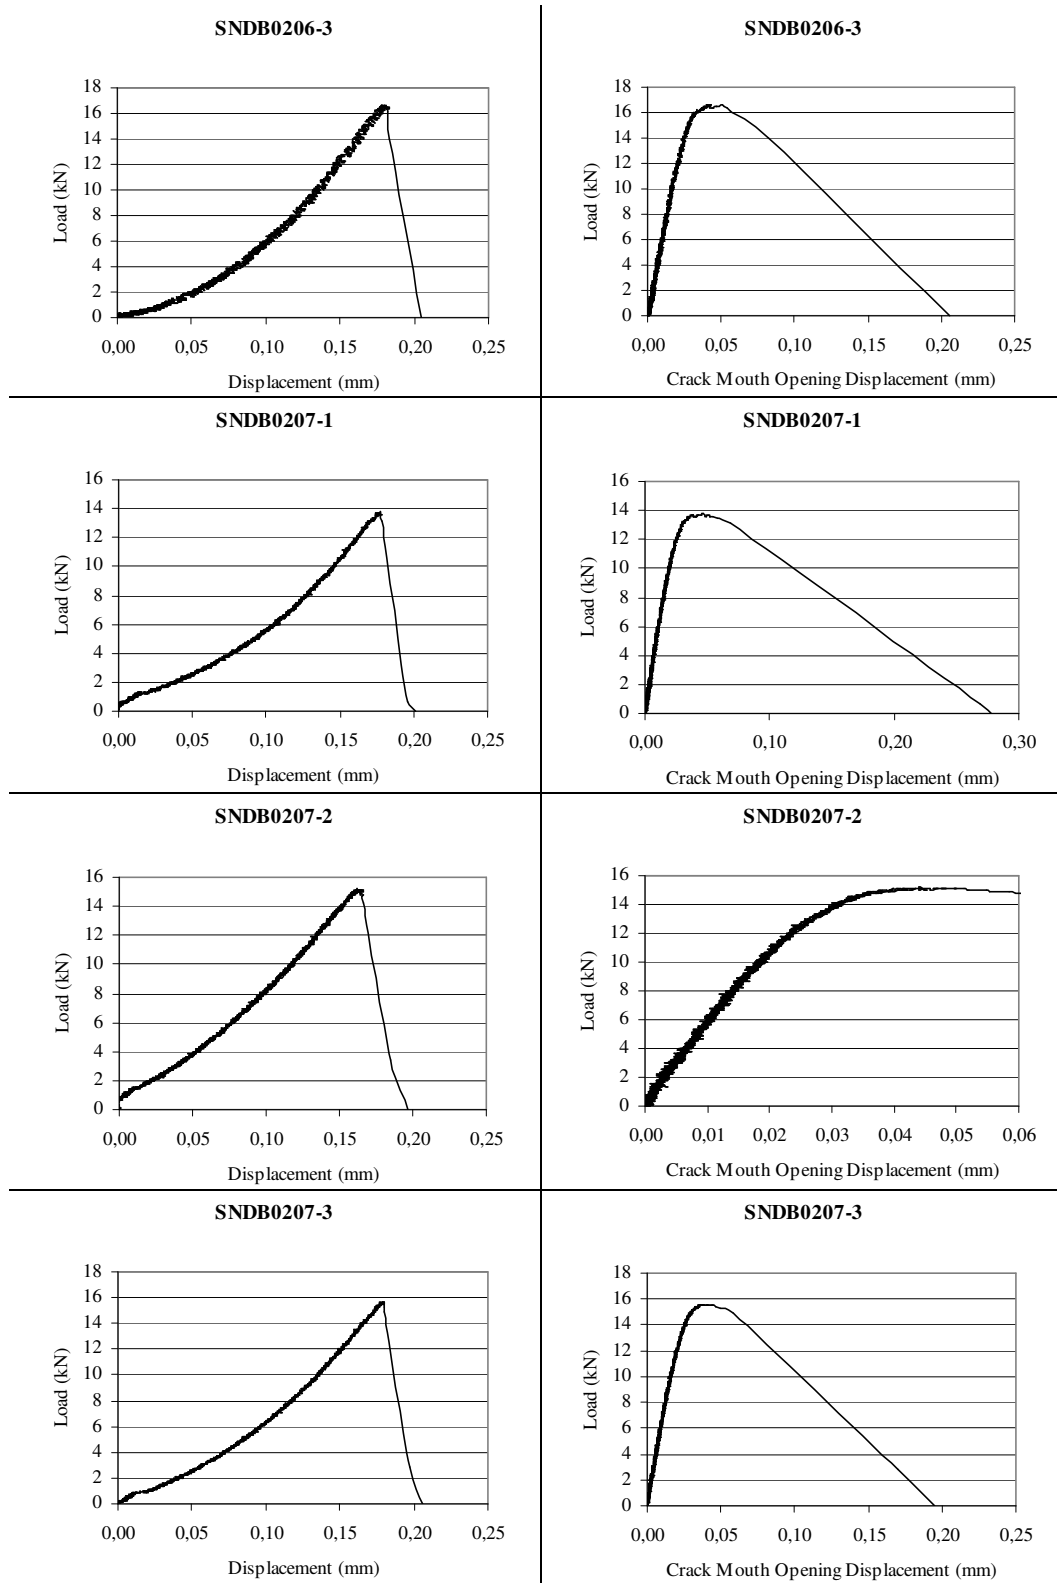 SNDB0206-3
18
16
14
12
10
8
6
4
2
0
Load (kN)
0,00 0,05 0,10 0,15 0,20 0,25
Displacement (mm)
SNDB0206-3
18
16
14
12
10
8
6
4
2
0
Load (kN)
0,00 0,05 0,10 0,15 0,20 0,25
Crack Mouth Opening Displacement (mm)
SNDB0207-1
16
14
12
10
8
6
4
2
0
Load (kN)
0,00 0,05 0,10 0,15 0,20 0,25
Displacement (mm)
SNDB0207-1
16
14
12
10
8
6
4
2
0
Load (kN)
0,00 0,10 0,20 0,30
Crack Mouth Opening Displacement (mm)
SNDB0207-2
16
14
12
10
8
6
4
2
0
Load (kN)
0,00 0,05 0,10 0,15 0,20 0,25
Displacement (mm)
SNDB0207-2
16
14
12
10
8
6
4
2
0
Load (kN)
0,00 0,01 0,02 0,03 0,04 0,05 0,06
Crack Mouth Opening Displacement (mm)
SNDB0207-3
18
16
14
12
10
8
6
4
2
0
Load (kN)
0,00 0,05 0,10 0,15 0,20 0,25
Displacement (mm)
SNDB0207-3
18
16
14
12
10
8
6
4
2
0
Load (kN)
0,00 0,05 0,10 0,15 0,20 0,25
Crack Mouth Opening Displacement (mm)